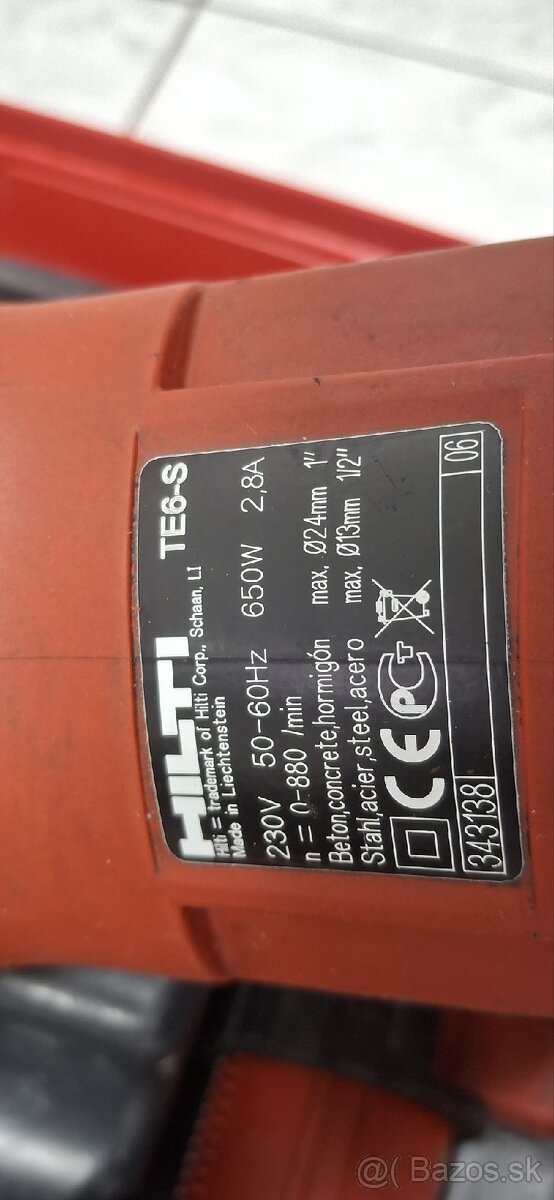 HILTI TE6-S
Hilti = trademark of Hilti Corp., Schaan, LI
Made in Liechtenstein
230V 50-60Hz 650W 2,8A
n = 0-880 /min
Beton,concrete,hormigón max. Ø24mm 1"
Stahl,acier,steel,acero max. Ø13mm 1/2"
CE PCT
343138 06
@( Bazos.sk